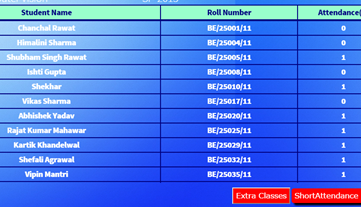 Student Name Roll Number Attendance(
Chanchal Rawat BE/25001/11 0
Himalini Sharma BE/25004/11 0
Shubham Singh Rawat BE/25005/11 1
Ishti Gupta BE/25008/11 0
Shekhar BE/25010/11 1
Vikas Sharma BE/25017/11 0
Abhishek Yadav BE/25020/11 1
Rajat Kumar Mahawar BE/25025/11 1
Kartik Khandelwal BE/25029/11 1
Shefali Agrawal BE/25032/11 1
Vipin Mantri BE/25035/11 1
Extra Classes ShortAttendance